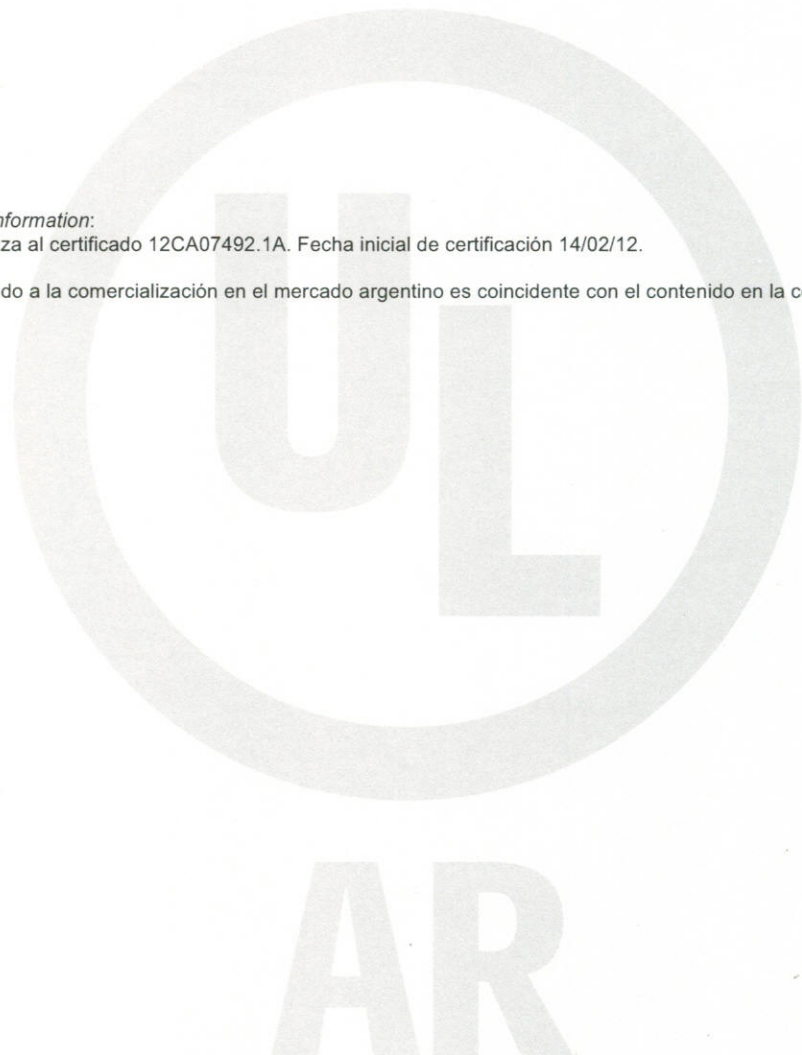 nformation:
za al certificado 12CA07492.1A. Fecha inicial de certificación 14/02/12.
do a la comercialización en el mercado argentino es coincidente con el contenido en la c
UL
AR